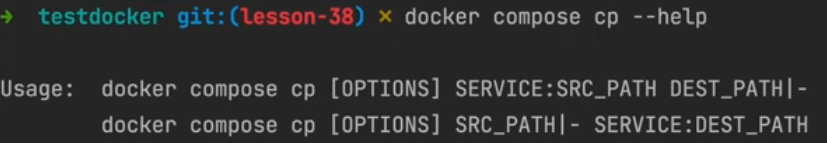 ➜ testdocker git:(lesson-38) ✗ docker compose cp --help
Usage:  docker compose cp [OPTIONS] SERVICE:SRC_PATH DEST_PATH|-
        docker compose cp [OPTIONS] SRC_PATH|- SERVICE:DEST_PATH